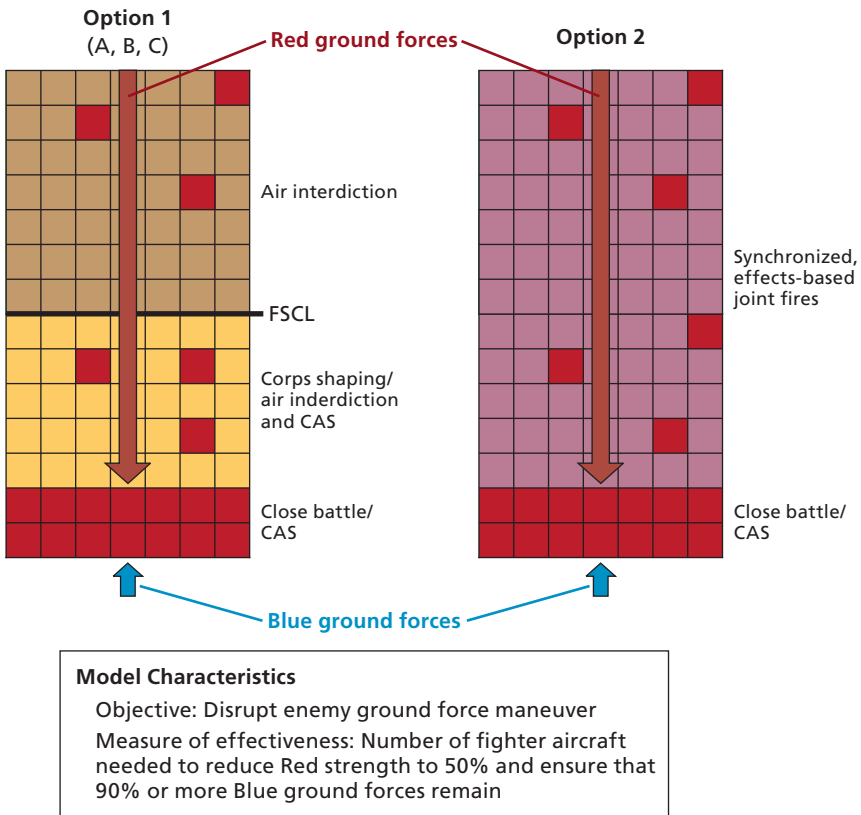 Option 1
(A, B, C)
Red ground forces
Option 2
Air interdiction
FSCL
Corps shaping/
air inderdiction
and CAS
Close battle/
CAS
Synchronized,
effects-based
joint fires
Close battle/
CAS
Blue ground forces
Model Characteristics
Objective: Disrupt enemy ground force maneuver
Measure of effectiveness: Number of fighter aircraft
needed to reduce Red strength to 50% and ensure that
90% or more Blue ground forces remain